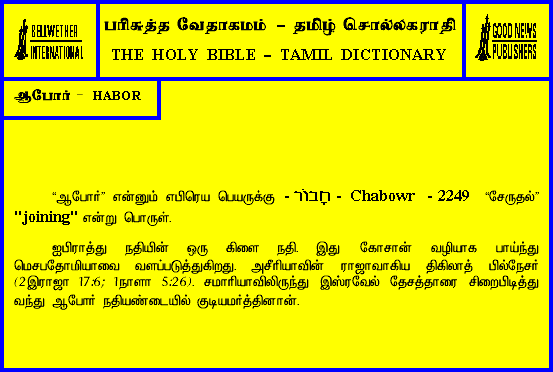 BELLWETHER
INTERNATIONAL
பரிசுத்த வேதாகமம் - தமிழ் சொல்லகராதி
THE HOLY BIBLE - TAMIL DICTIONARY
GOOD NEWS
PUBLISHERS
ஆபோர் - HABOR
“ஆபோர்” என்னும் எபிரெய பெயருக்கு - חָבוֹר - Chabowr - 2249 “சேருதல்”
"joining" என்று பொருள்.
ஐபிராத்து நதியின் ஒரு கிளை நதி. இது கோசான் வழியாக பாய்ந்து
மெசபதோமியாவை வளப்படுத்துகிறது. அசீரியாவின் ராஜாவாகிய திகிலாத் பில்நேசர்
(2இராஜா 17:6; 1நாளா 5:26). சமாரியாவிலிருந்து இஸ்ரவேல் தேசத்தாரை சிறைபிடித்து
வந்து ஆபோர் நதியண்டையில் குடியமர்த்தினான்.